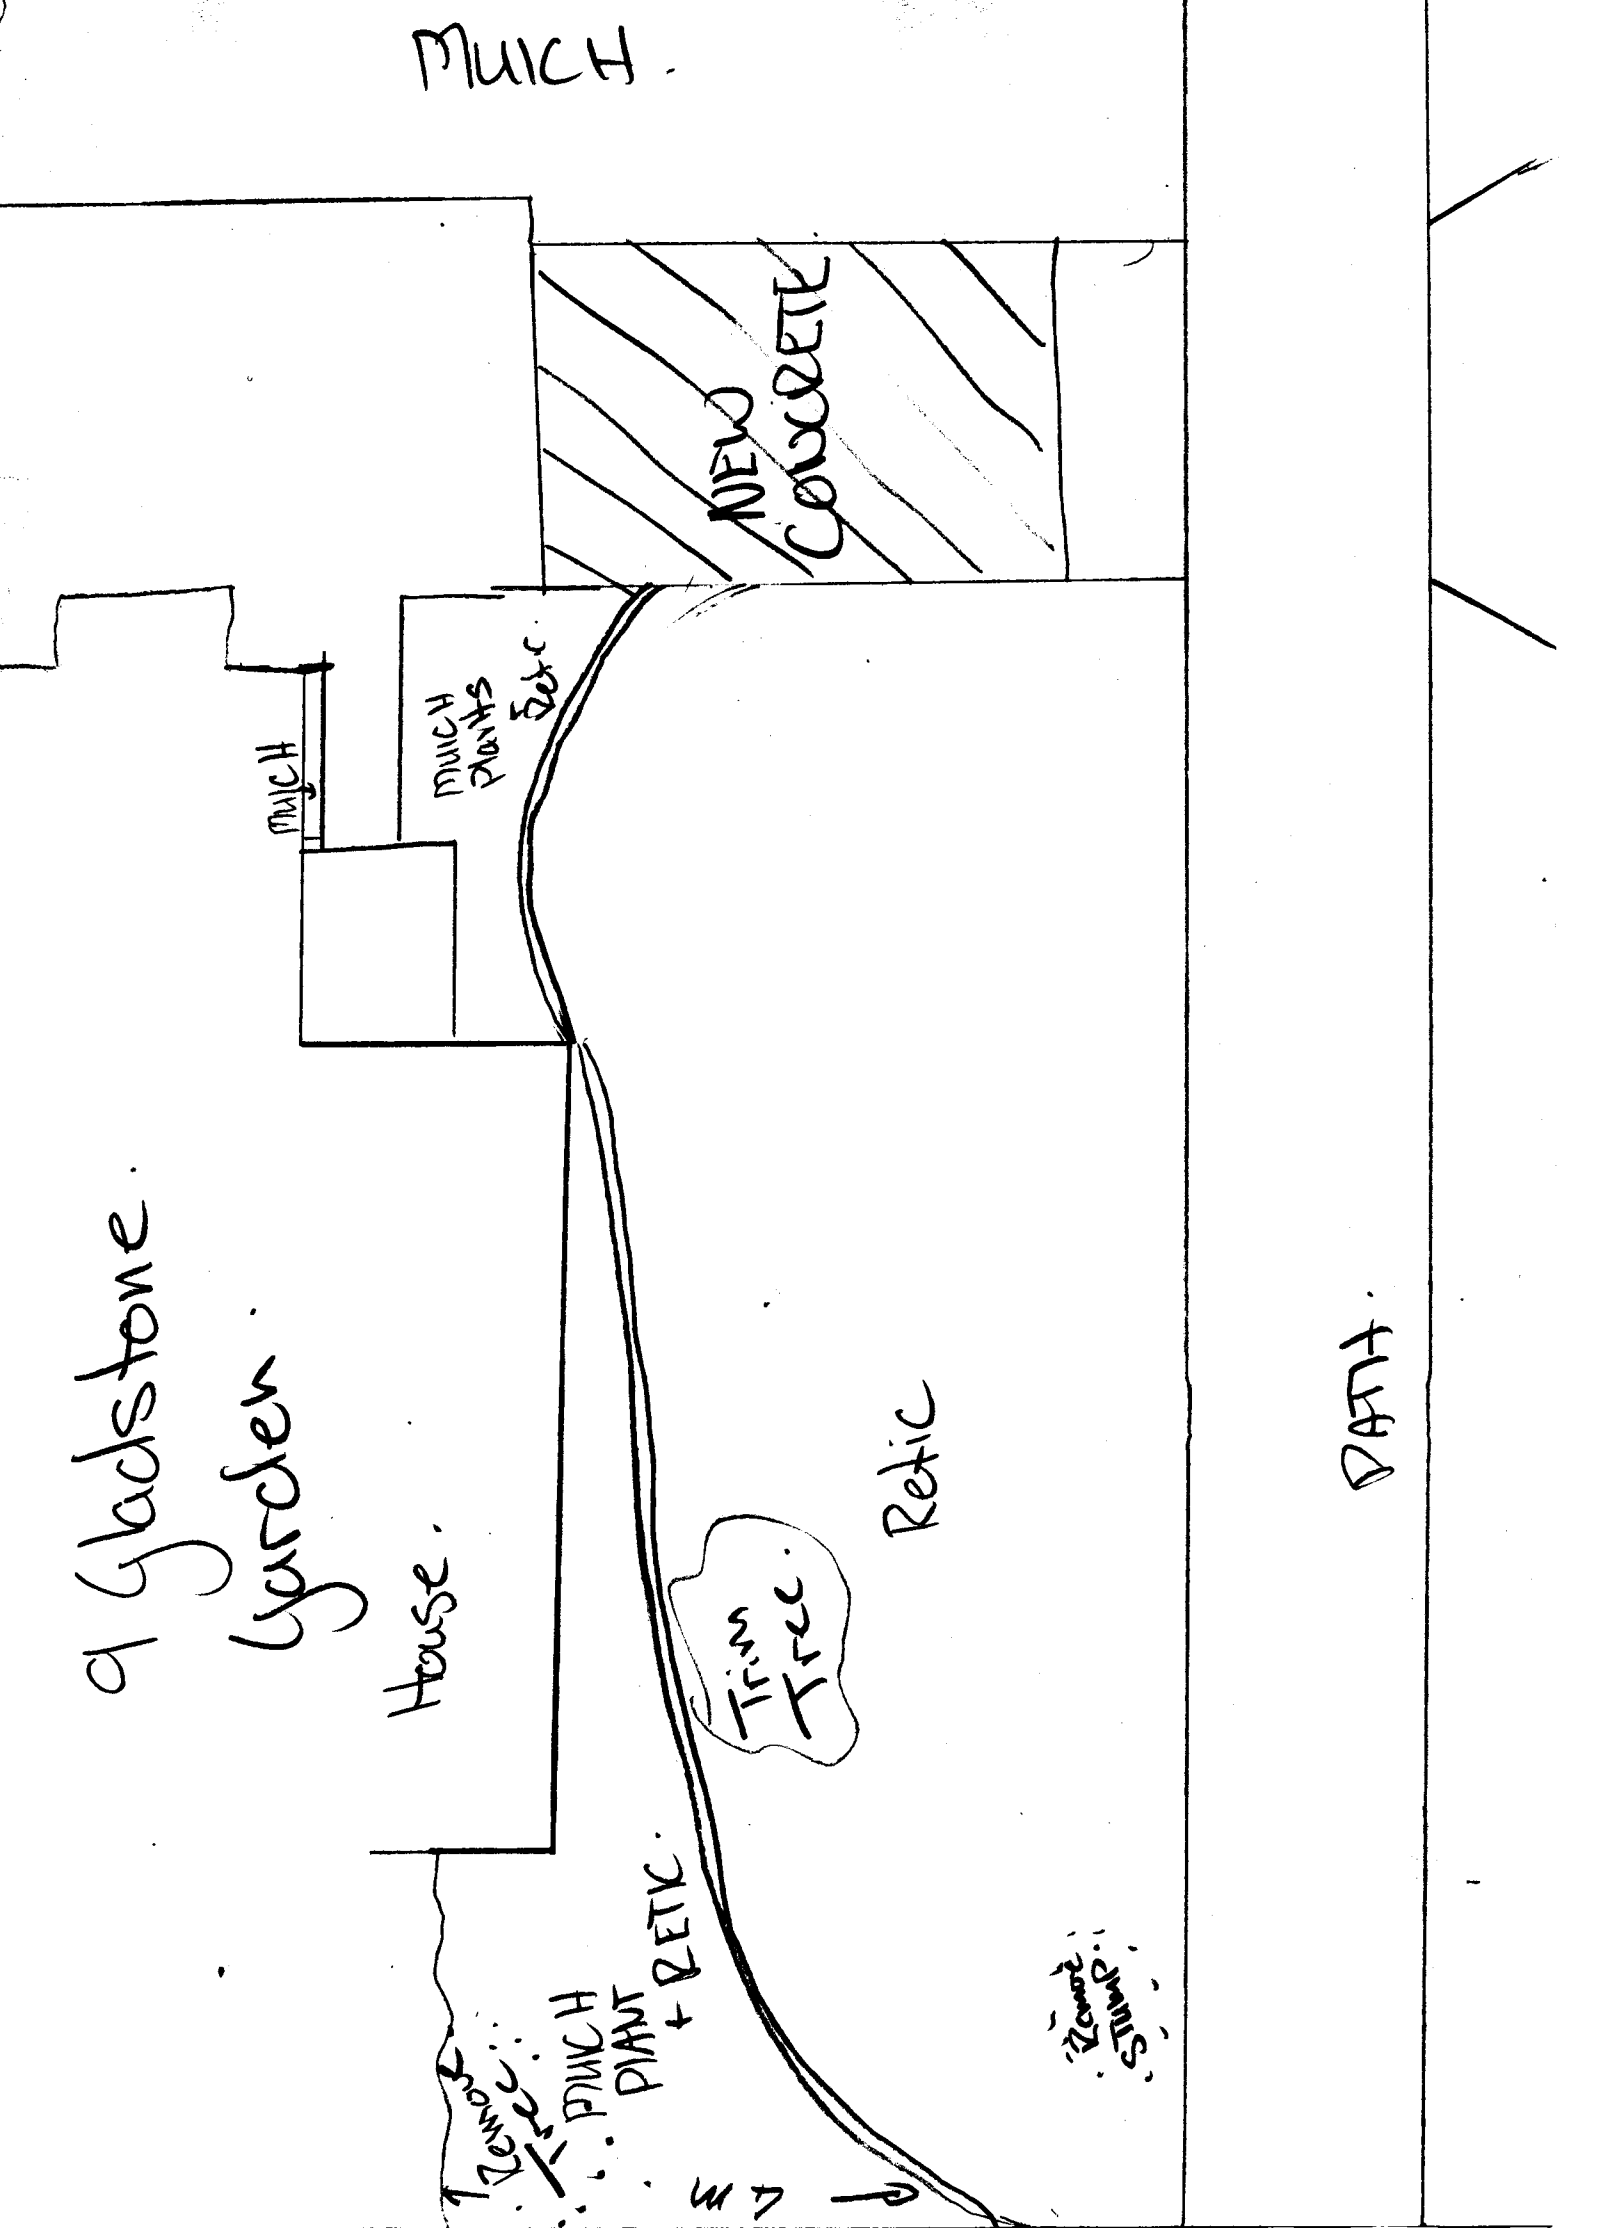 MUlCH.
NEW
CONCRETE
MUlCH
MUlCH
Plants
Retic.
9 Gladstone.
Garden.
House.
Retic
Trim
Tree.
PATH.
Remove
Tree
MUlCH
PlANT
+ RETIC.
Remove
STUMP.